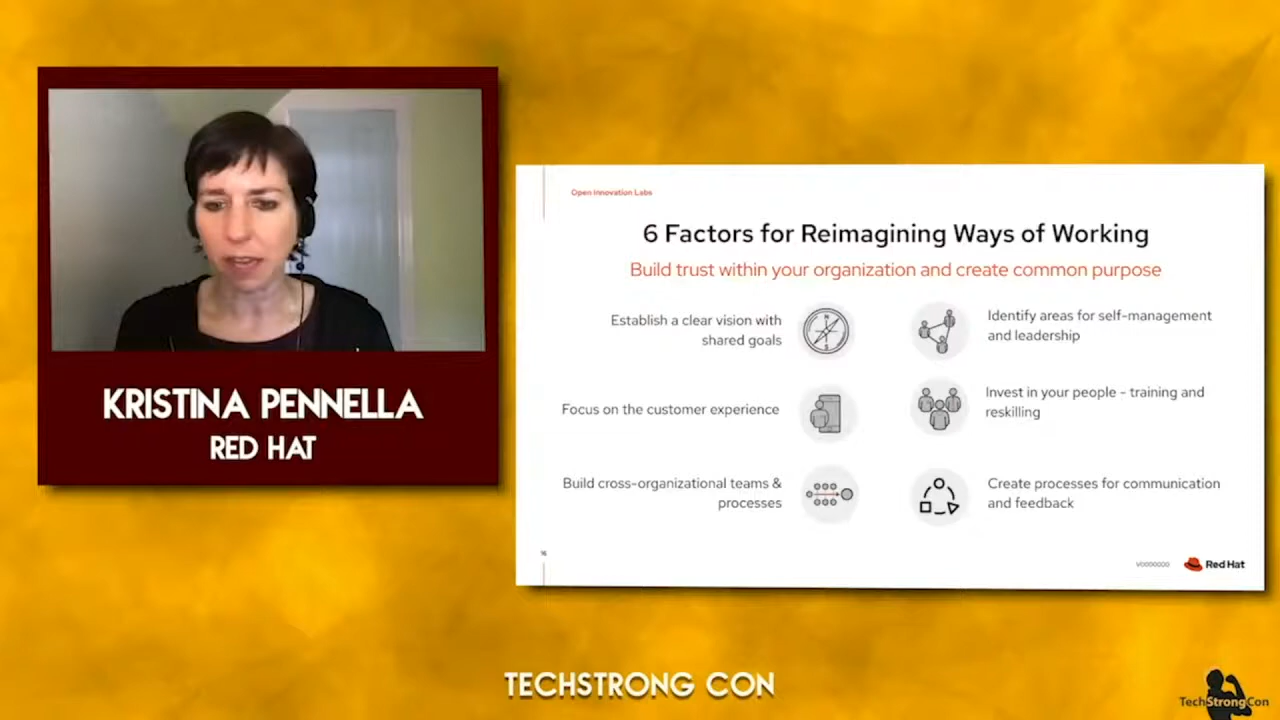 KRISTINA PENNELLA
RED HAT
Open Innovation Labs
6 Factors for Reimagining Ways of Working
Build trust within your organization and create common purpose
Establish a clear vision with
shared goals
Focus on the customer experience
Build cross-organizational teams &
processes
Identify areas for self-management
and leadership
Invest in your people - training and
reskilling
Create processes for communication
and feedback
16
V0000000
Red Hat
TECHSTRONG CON
TechStrongCon